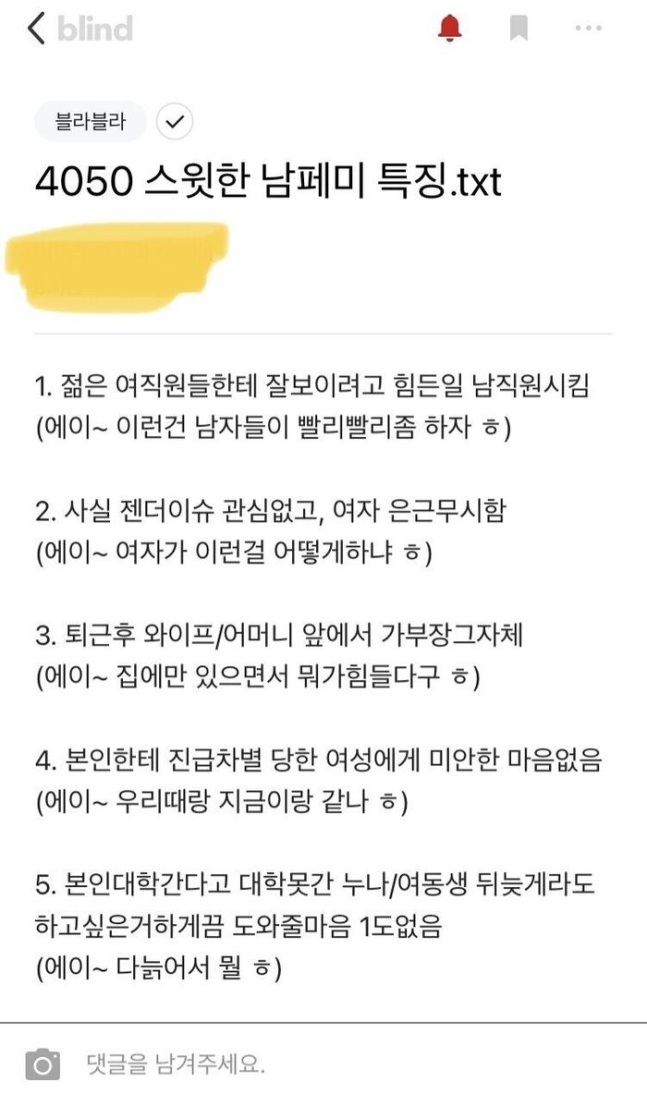 blind
블라블라
4050 스윗한 남페미 특징.txt
1. 젊은 여직원들한테 잘보이려고 힘든일 남직원시킴
(에이~ 이런건 남자들이 빨리빨리좀 하자 ㅎ)
2. 사실 젠더이슈 관심없고, 여자 은근무시함
(에이~ 여자가 이런걸 어떻게하냐 ㅎ)
3. 퇴근후 와이프/어머니 앞에서 가부장그자체
(에이~ 집에만 있으면서 뭐가힘들다구 ㅎ)
4. 본인한테 진급차별 당한 여성에게 미안한 마음없음
(에이~ 우리때랑 지금이랑 같나 ㅎ)
5. 본인대학간다고 대학못간 누나/여동생 뒤늦게라도
하고싶은거하게끔 도와줄마음 1도없음
(에이~ 다늙어서 뭘 ㅎ)
댓글을 남겨주세요.